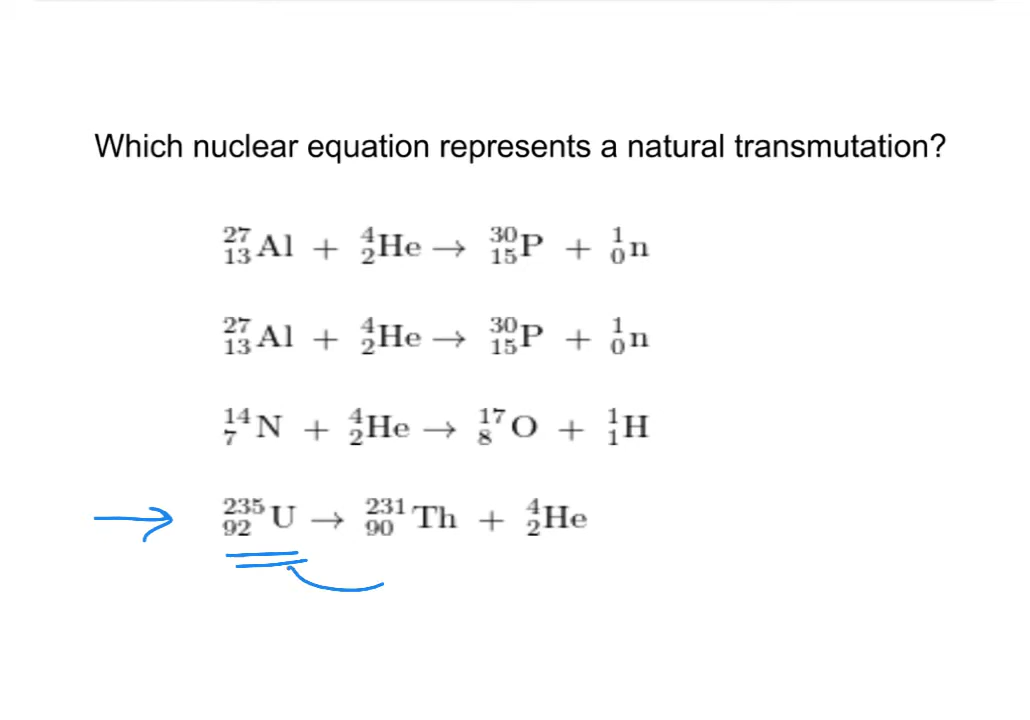 Which nuclear equation represents a natural transmutation?
²⁷₁₃Al + ⁴₂He → ³⁰₁₅P + ¹₀n
²⁷₁₃Al + ⁴₂He → ³⁰₁₅P + ¹₀n
¹⁴₇N + ⁴₂He → ¹⁷₈O + ¹₁H
²³⁵₉₂U → ²³¹₉₀Th + ⁴₂He